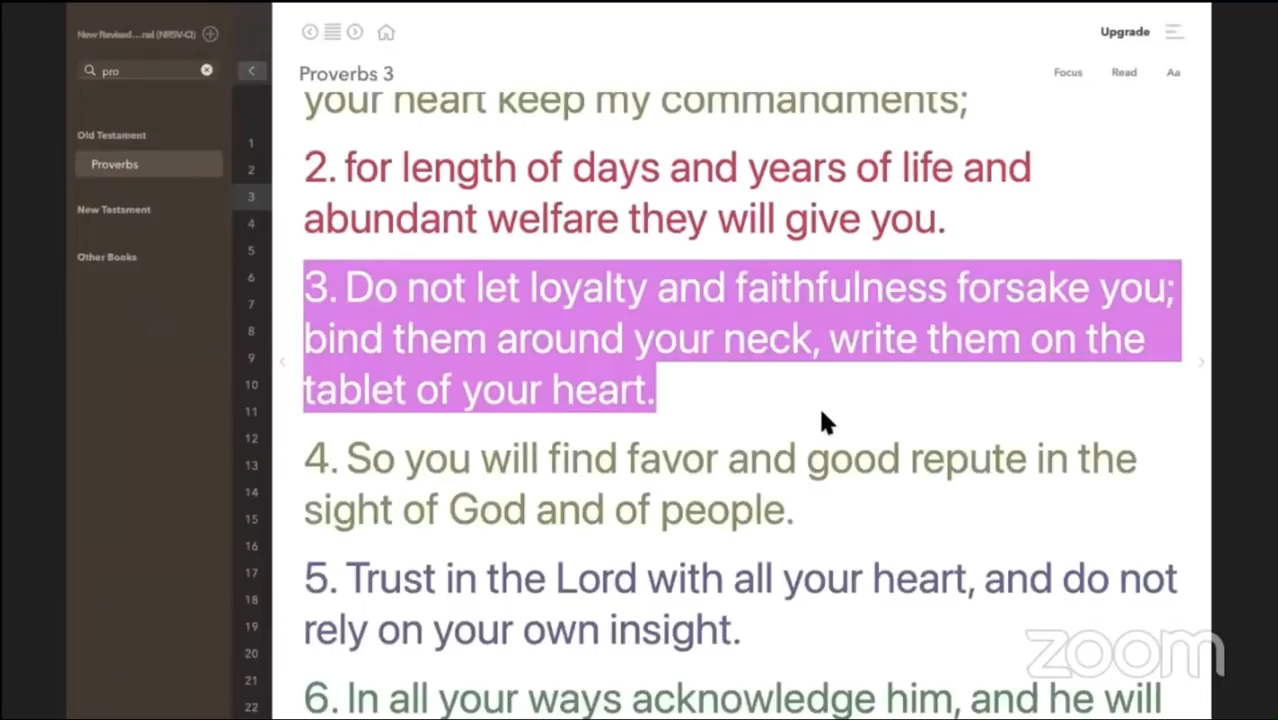 New Revised....nal (NRSV-CI)
Upgrade
pro
Proverbs 3
Focus
Read
Aa
your heart keep my commandments;
Old Testament
Proverbs
New Testament
Other Books
1
2
3
4
5
6
7
8
9
10
11
12
13
14
15
16
17
18
19
20
21
22
2. for length of days and years of life and
abundant welfare they will give you.
3. Do not let loyalty and faithfulness forsake you;
bind them around your neck, write them on the
tablet of your heart.
4. So you will find favor and good repute in the
sight of God and of people.
5. Trust in the Lord with all your heart, and do not
rely on your own insight.
6. In all your ways acknowledge him, and he will
zoom